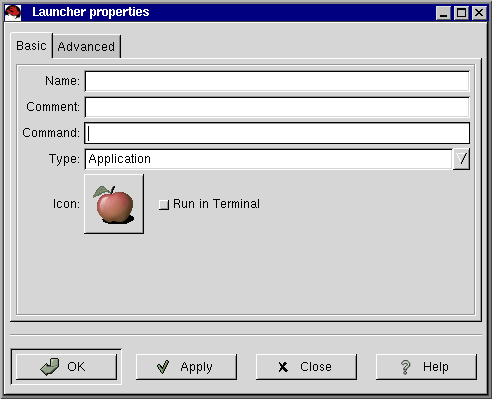 Launcher properties
Basic Advanced
Name:
Comment:
Command:
Type: Application
Icon: Run in Terminal
OK Apply Close Help